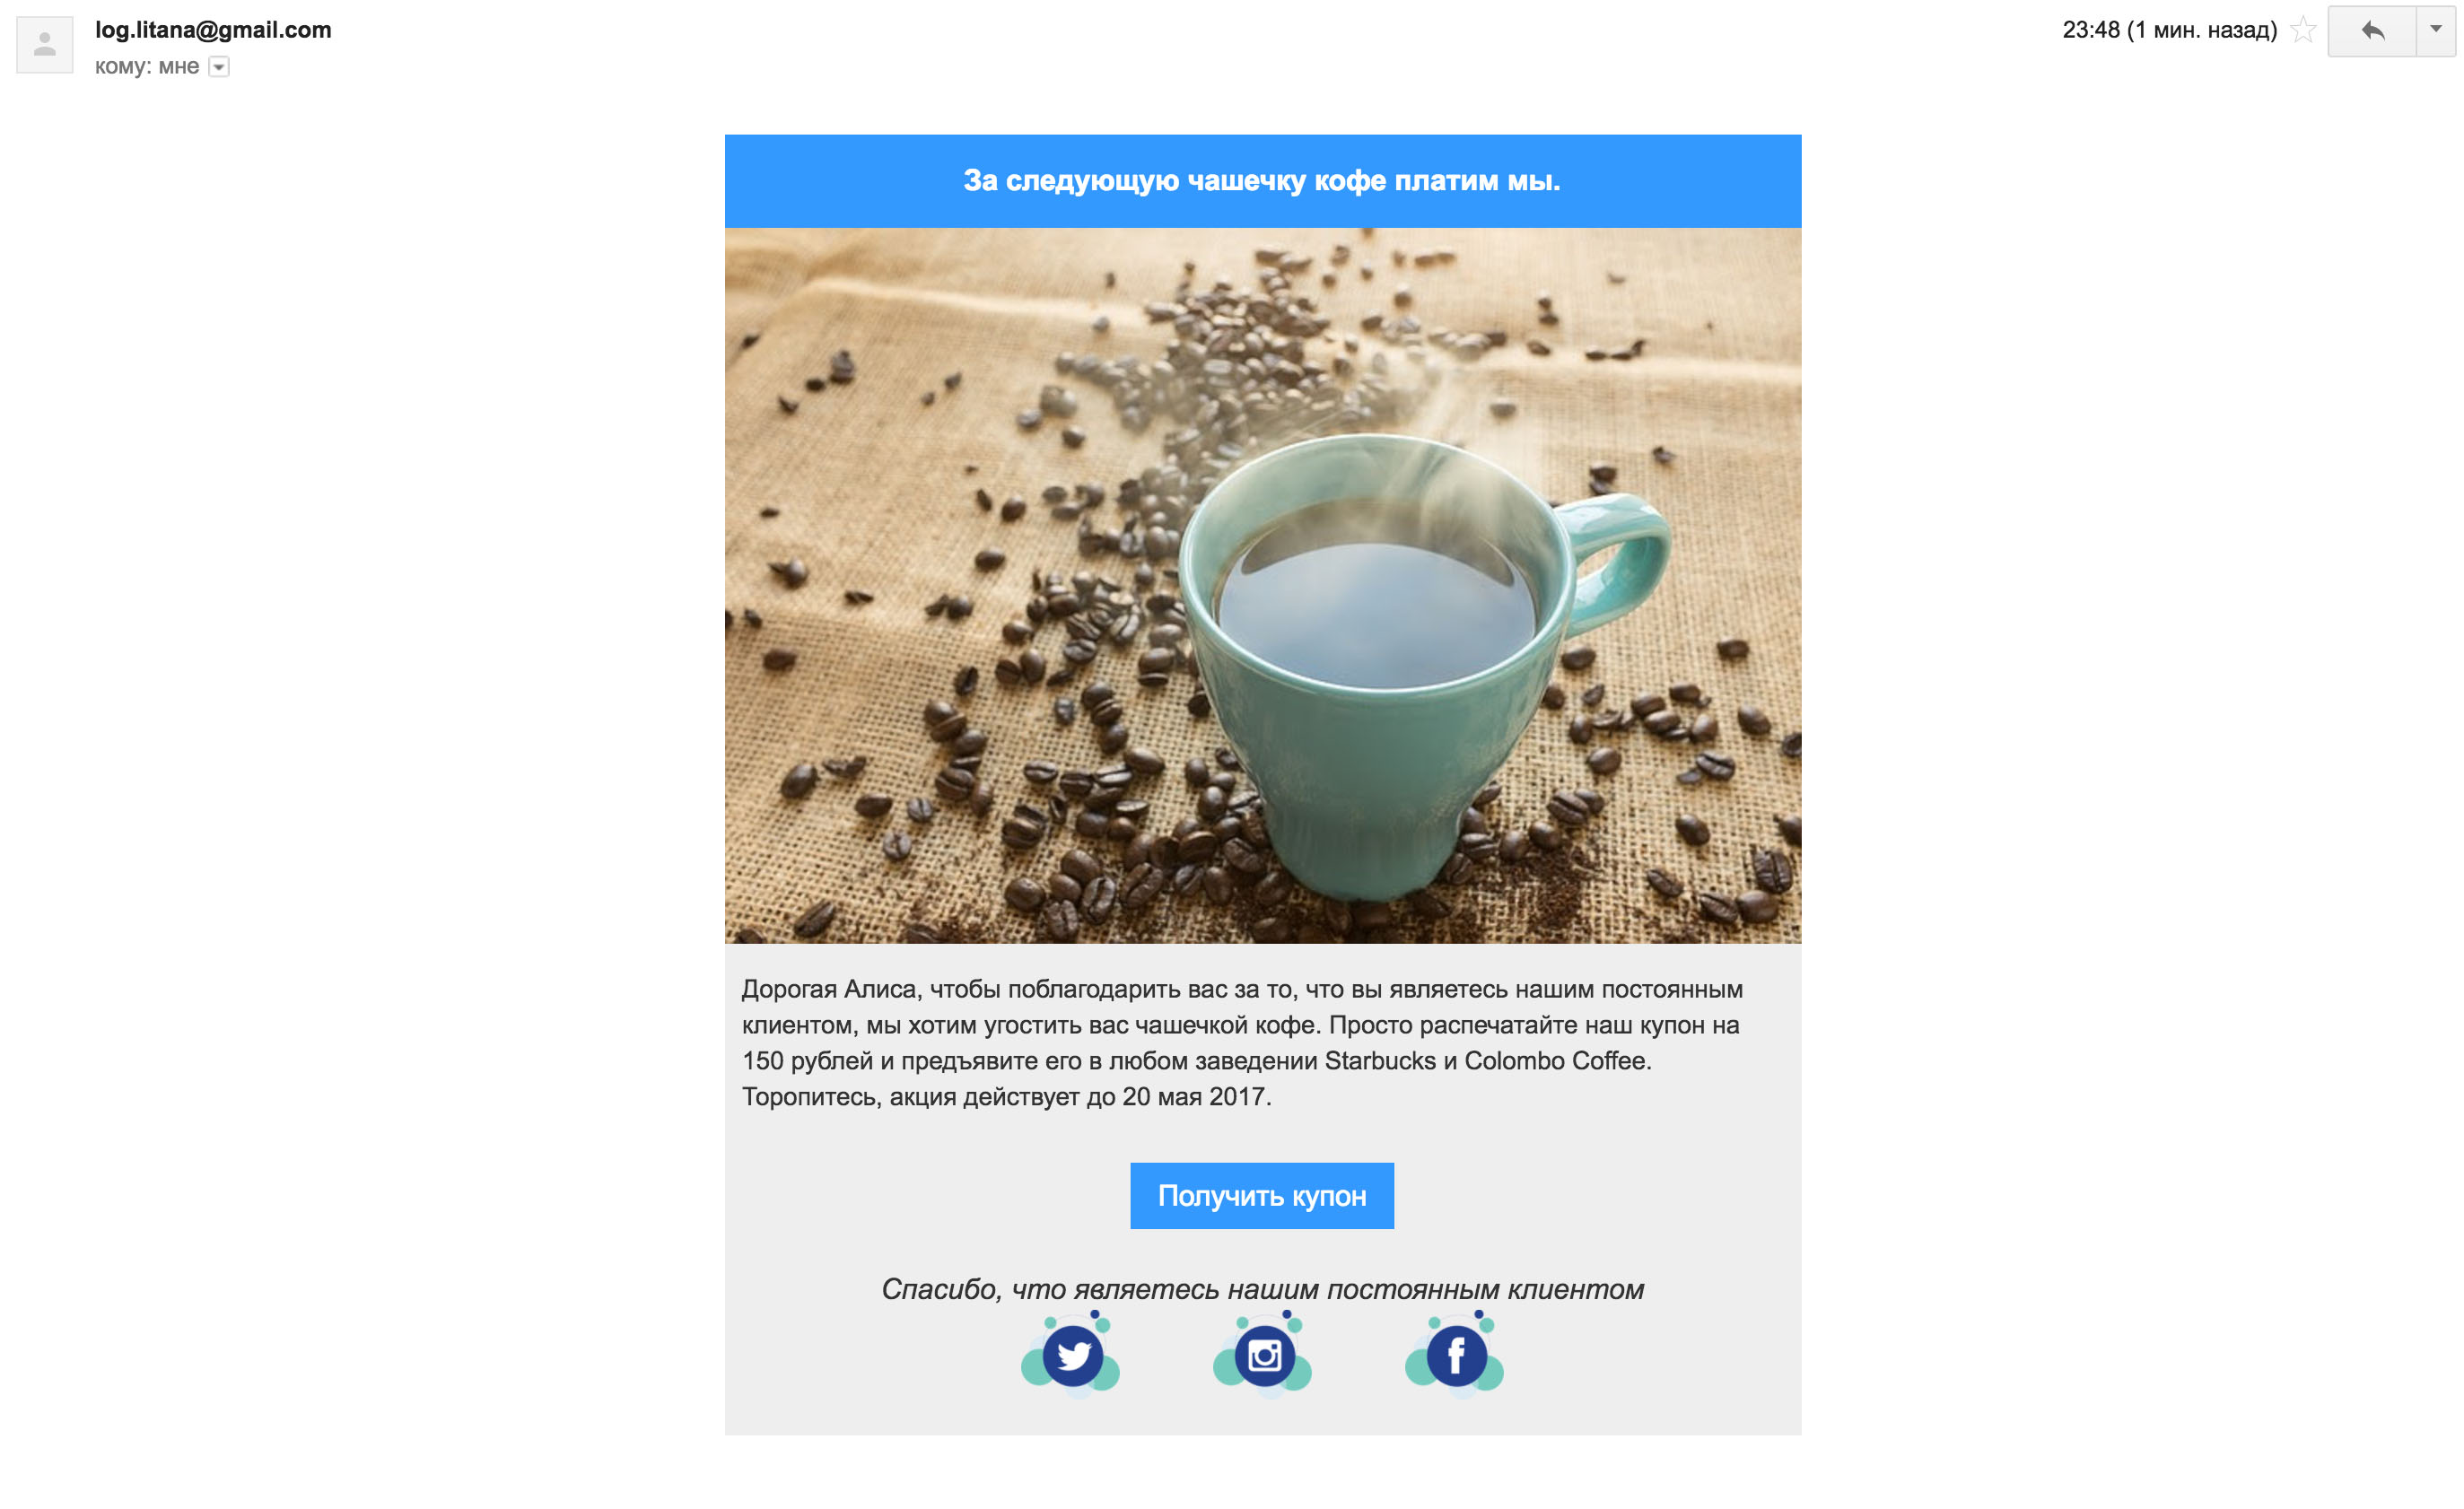 log.litana@gmail.com
23:48 (1 мин. назад)
кому: мне
За следующую чашечку кофе платим мы.
Дорогая Алиса, чтобы поблагодарить вас за то, что вы являетесь нашим постоянным
клиентом, мы хотим угостить вас чашечкой кофе. Просто распечатайте наш купон на
150 рублей и предъявите его в любом заведении Starbucks и Colombo Coffee.
Торопитесь, акция действует до 20 мая 2017.
Получить купон
Спасибо, что являетесь нашим постоянным клиентом